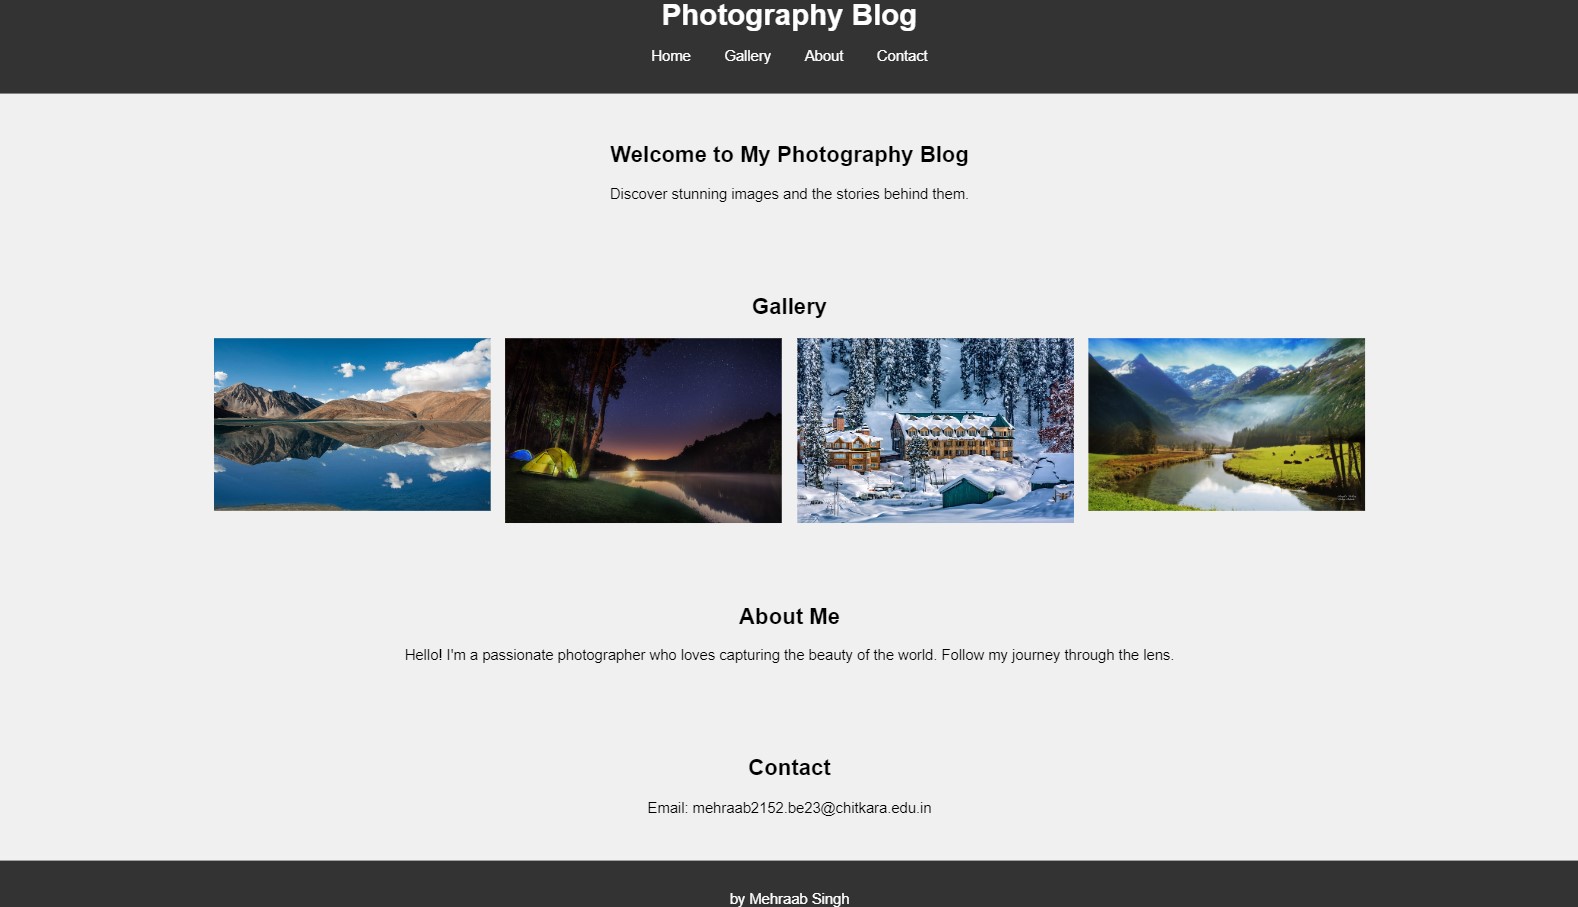 Photography Blog
Home Gallery About Contact
Welcome to My Photography Blog
Discover stunning images and the stories behind them.
Gallery
About Me
Hello! I'm a passionate photographer who loves capturing the beauty of the world. Follow my journey through the lens.
Contact
Email: mehraab2152.be23@chitkara.edu.in
by Mehraab Singh